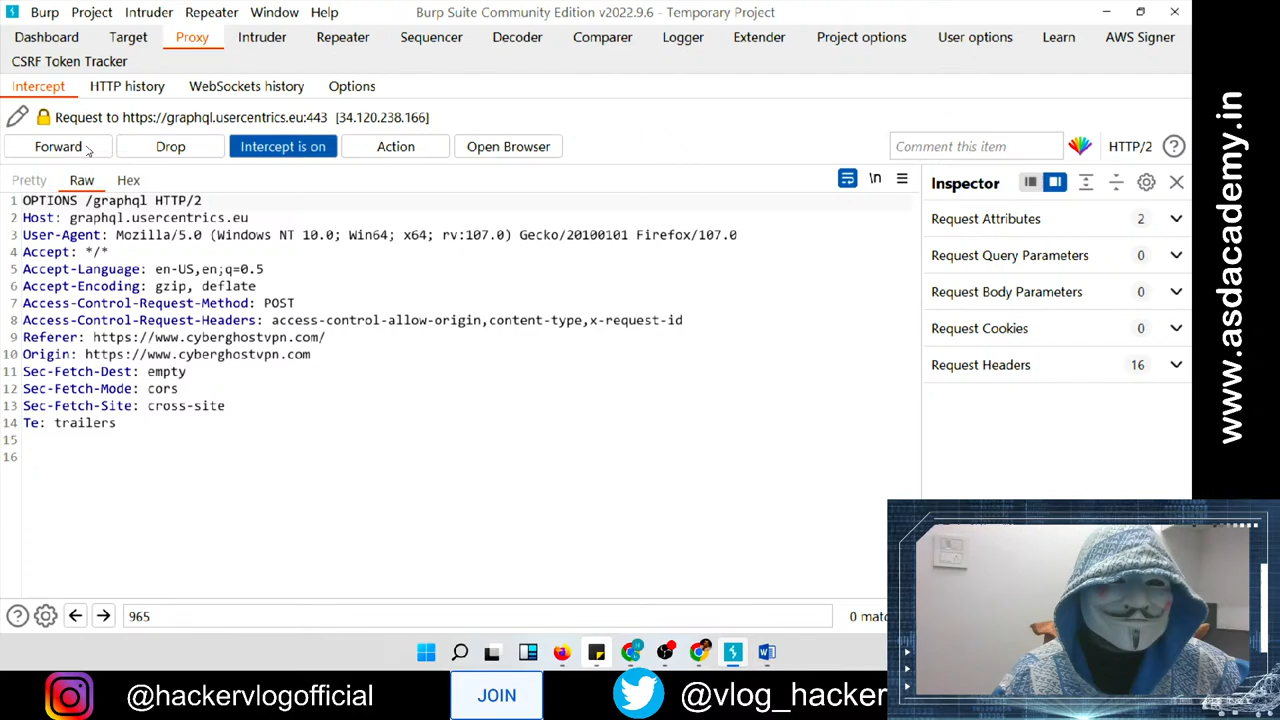 Burp Project Intruder Repeater Window Help
Burp Suite Community Edition v2022.9.6 - Temporary Project
Dashboard Target Proxy Intruder Repeater Sequencer Decoder Comparer Logger Extender Project options User options Learn AWS Signer
CSRF Token Tracker
Intercept HTTP history WebSockets history Options
Request to https://graphql.usercentrics.eu:443 [34.120.238.166]
Forward Drop Intercept is on Action Open Browser Comment this item HTTP/2
Pretty Raw Hex \n
Inspector
1 OPTIONS /graphql HTTP/2
2 Host: graphql.usercentrics.eu
3 User-Agent: Mozilla/5.0 (Windows NT 10.0; Win64; x64; rv:107.0) Gecko/20100101 Firefox/107.0
4 Accept: */*
5 Accept-Language: en-US,en;q=0.5
6 Accept-Encoding: gzip, deflate
7 Access-Control-Request-Method: POST
8 Access-Control-Request-Headers: access-control-allow-origin,content-type,x-request-id
9 Referer: https://www.cyberghostvpn.com/
10 Origin: https://www.cyberghostvpn.com
11 Sec-Fetch-Dest: empty
12 Sec-Fetch-Mode: cors
13 Sec-Fetch-Site: cross-site
14 Te: trailers
15
16
Request Attributes 2
Request Query Parameters 0
Request Body Parameters 0
Request Cookies 0
Request Headers 16
965
0 matc
www.asdacademy.in
@hackervlogofficial
JOIN
@vlog_hacker